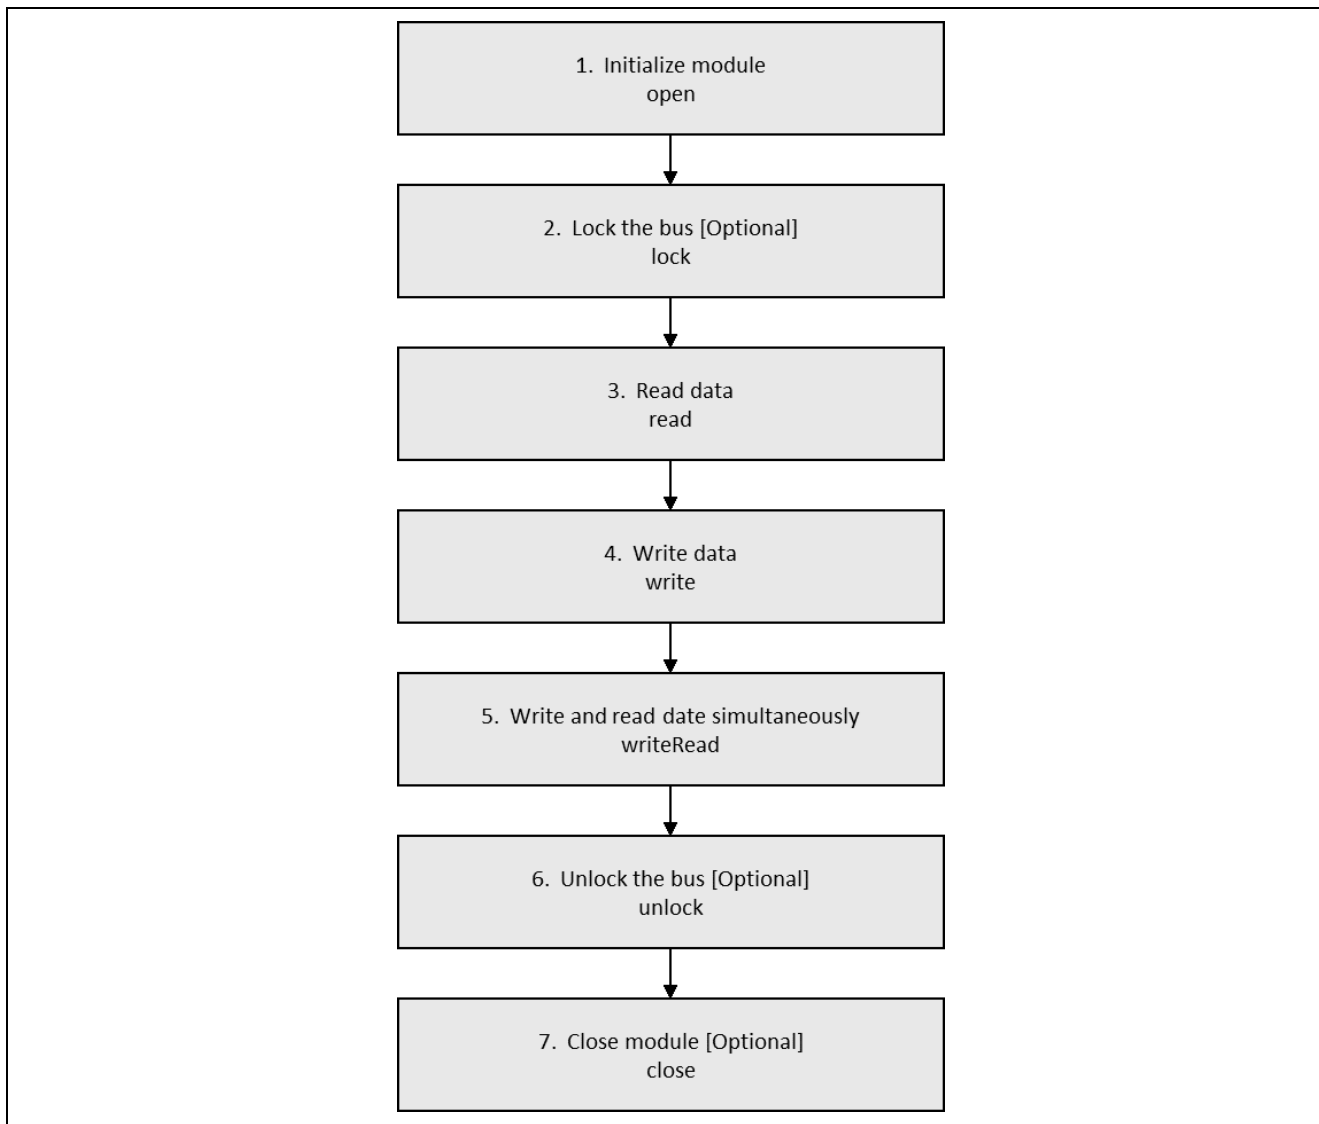 1. Initialize module
open
2. Lock the bus [Optional]
lock
3. Read data
read
4. Write data
write
5. Write and read date simultaneously
writeRead
6. Unlock the bus [Optional]
unlock
7. Close module [Optional]
close